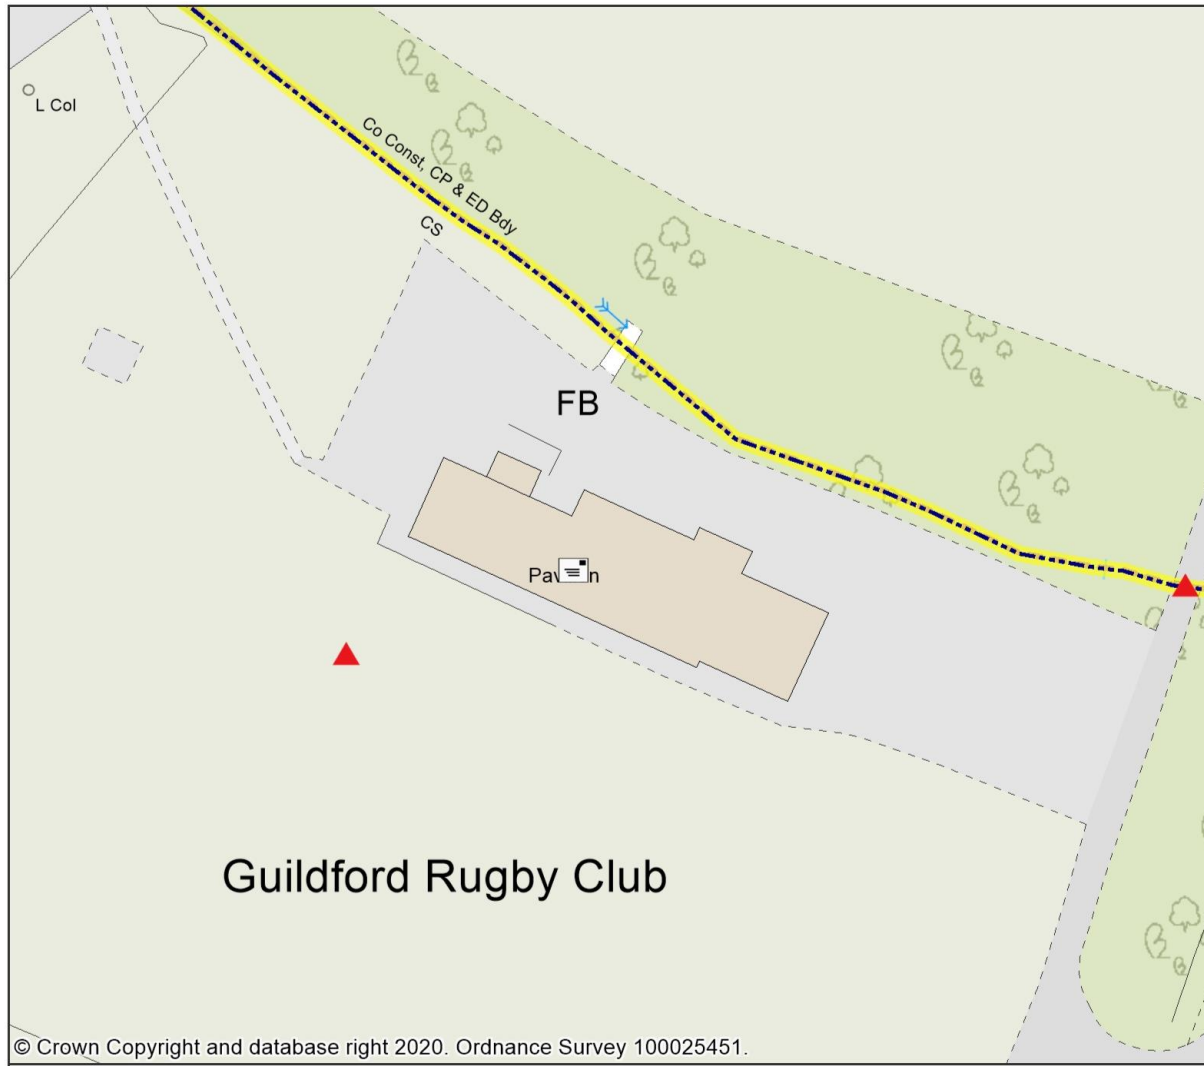 L Col
Co Const, CP & ED Bdy
CS
FB
Guildford Rugby Club
© Crown Copyright and database right 2020. Ordnance Survey 100025451.